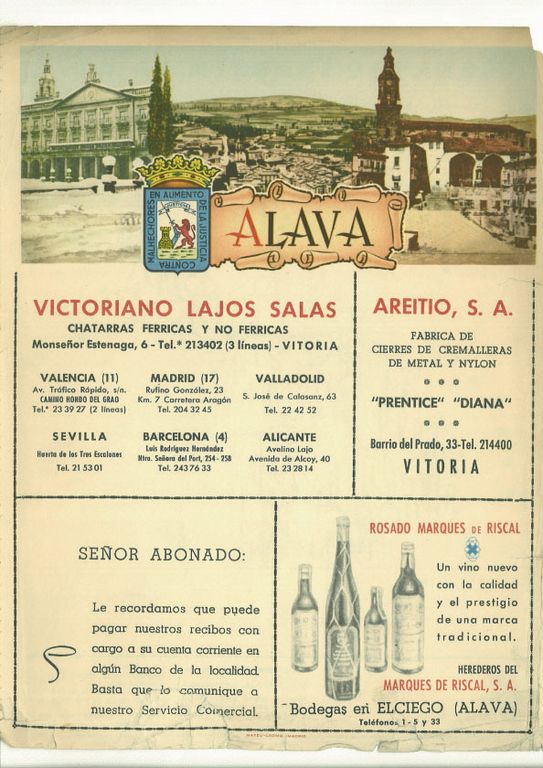 EN AUMENTO
DE LA JUSTICIA
CONTRA
MALHECHORES
JUSTICIA
ALAVA
VICTORIANO LAJOS SALAS
CHATARRAS FERRICAS Y NO FERRICAS
Monseñor Estenaga, 6 - Tel.* 213402 (3 líneas) - VITORIA
VALENCIA (11)
Av. Tráfico Rápido, s/n.
CAMINO HONDO DEL GRAO
Tel.* 23 39 27 (2 líneas)
MADRID (17)
Rufino González, 23
Km. 7 Carretera Aragón
Tel. 204 32 45
VALLADOLID
S. José de Calasanz, 63
Tel. 22 42 52
SEVILLA
Huerta de los Tres Escalones
Tel. 21 53 01
BARCELONA (4)
Luis Rodríguez Hernández
Ntra. Señora del Port, 254 - 258
Tel. 243 76 33
ALICANTE
Avelino Lajo
Avenida de Alcoy, 40
Tel. 23 28 14
AREITIO, S. A.
FABRICA DE
CIERRES DE CREMALLERAS
DE METAL Y NYLON
* * *
"PRENTICE" "DIANA"
* * *
Barrio del Prado, 33-Tel. 214400
VITORIA
SEÑOR ABONADO:
Le recordamos que puede
pagar nuestros recibos con
cargo a su cuenta corriente en
algún Banco de la localidad.
Basta que lo comunique a
nuestro Servicio Comercial.
ROSADO MARQUES DE RISCAL
Un vino nuevo
con la calidad
y el prestigio
de una marca
tradicional.
HEREDEROS DEL
MARQUES DE RISCAL, S. A.
Bodegas en ELCIEGO (ALAVA)
Teléfonos 1 - 5 y 33
MATEU-CROMO, MADRID